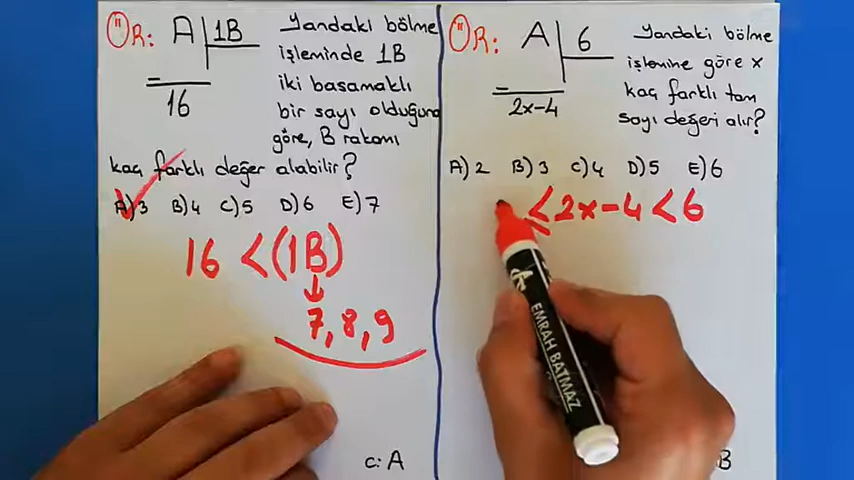 ÖR:
A 1B
16
Yandaki bölme
işleminde 1B
iki basamaklı
bir sayı olduğuna
göre, B rakamı
kaç farklı değer alabilir?
A) 3 B) 4 C) 5 D) 6 E) 7
16 < (1B)
7, 8, 9
c: A
ÖR:
A 6
2x-4
Yandaki bölme
işlemine göre x
kaç farklı tam
sayı değeri alır?
A) 2 B) 3 C) 4 D) 5 E) 6
≤ 2x-4 < 6
EMRAH BATMAZ
B